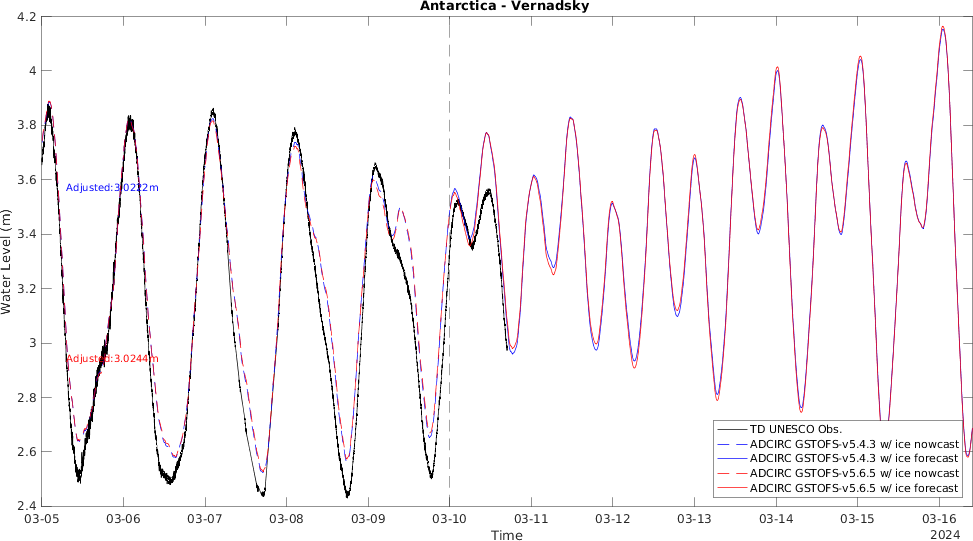 Antarctica - Vernadsky
4.2
4
3.8
3.6
3.4
3.2
3
2.8
2.6
2.4
Water Level (m)
Adjusted:3.0222m
Adjusted:3.0244m
TD UNESCO Obs.
ADCIRC GSTOFS-v5.4.3 w/ ice nowcast
ADCIRC GSTOFS-v5.4.3 w/ ice forecast
ADCIRC GSTOFS-v5.6.5 w/ ice nowcast
ADCIRC GSTOFS-v5.6.5 w/ ice forecast
03-05 03-06 03-07 03-08 03-09 03-10 03-11 03-12 03-13 03-14 03-15 03-16
Time
2024